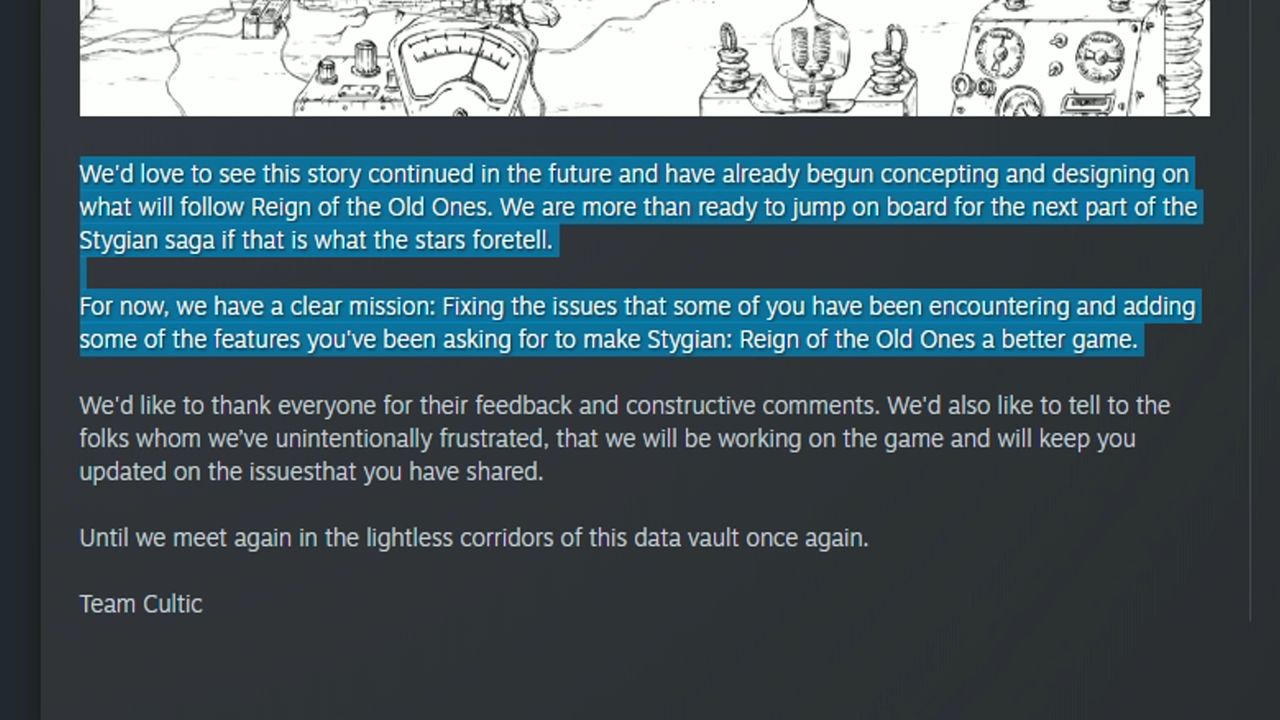 We'd love to see this story continued in the future and have already begun concepting and designing on
what will follow Reign of the Old Ones. We are more than ready to jump on board for the next part of the
Stygian saga if that is what the stars foretell.
For now, we have a clear mission: Fixing the issues that some of you have been encountering and adding
some of the features you've been asking for to make Stygian: Reign of the Old Ones a better game.
We'd like to thank everyone for their feedback and constructive comments. We'd also like to tell to the
folks whom we’ve unintentionally frustrated, that we will be working on the game and will keep you
updated on the issuesthat you have shared.
Until we meet again in the lightless corridors of this data vault once again.
Team Cultic